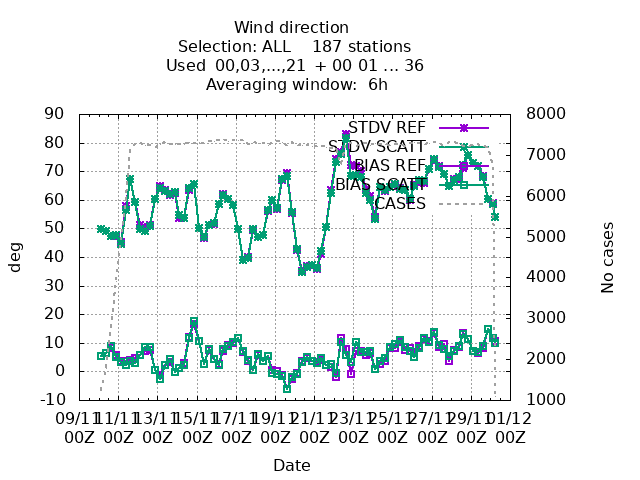 Wind direction
Selection: ALL    187 stations
Used  00,03,...,21  + 00 01 ... 36
Averaging window:  6h
90
80
70
60
50
40
30
20
10
0
-10
deg
8000
7000
6000
5000
4000
3000
2000
1000
No cases
STDV REF
STDV SCATT
BIAS REF
BIAS SCATT
CASES
09/11 11/11 13/11 15/11 17/11 19/11 21/11 23/11 25/11 27/11 29/11 01/12
00Z 00Z 00Z 00Z 00Z 00Z 00Z 00Z 00Z 00Z 00Z 00Z
Date